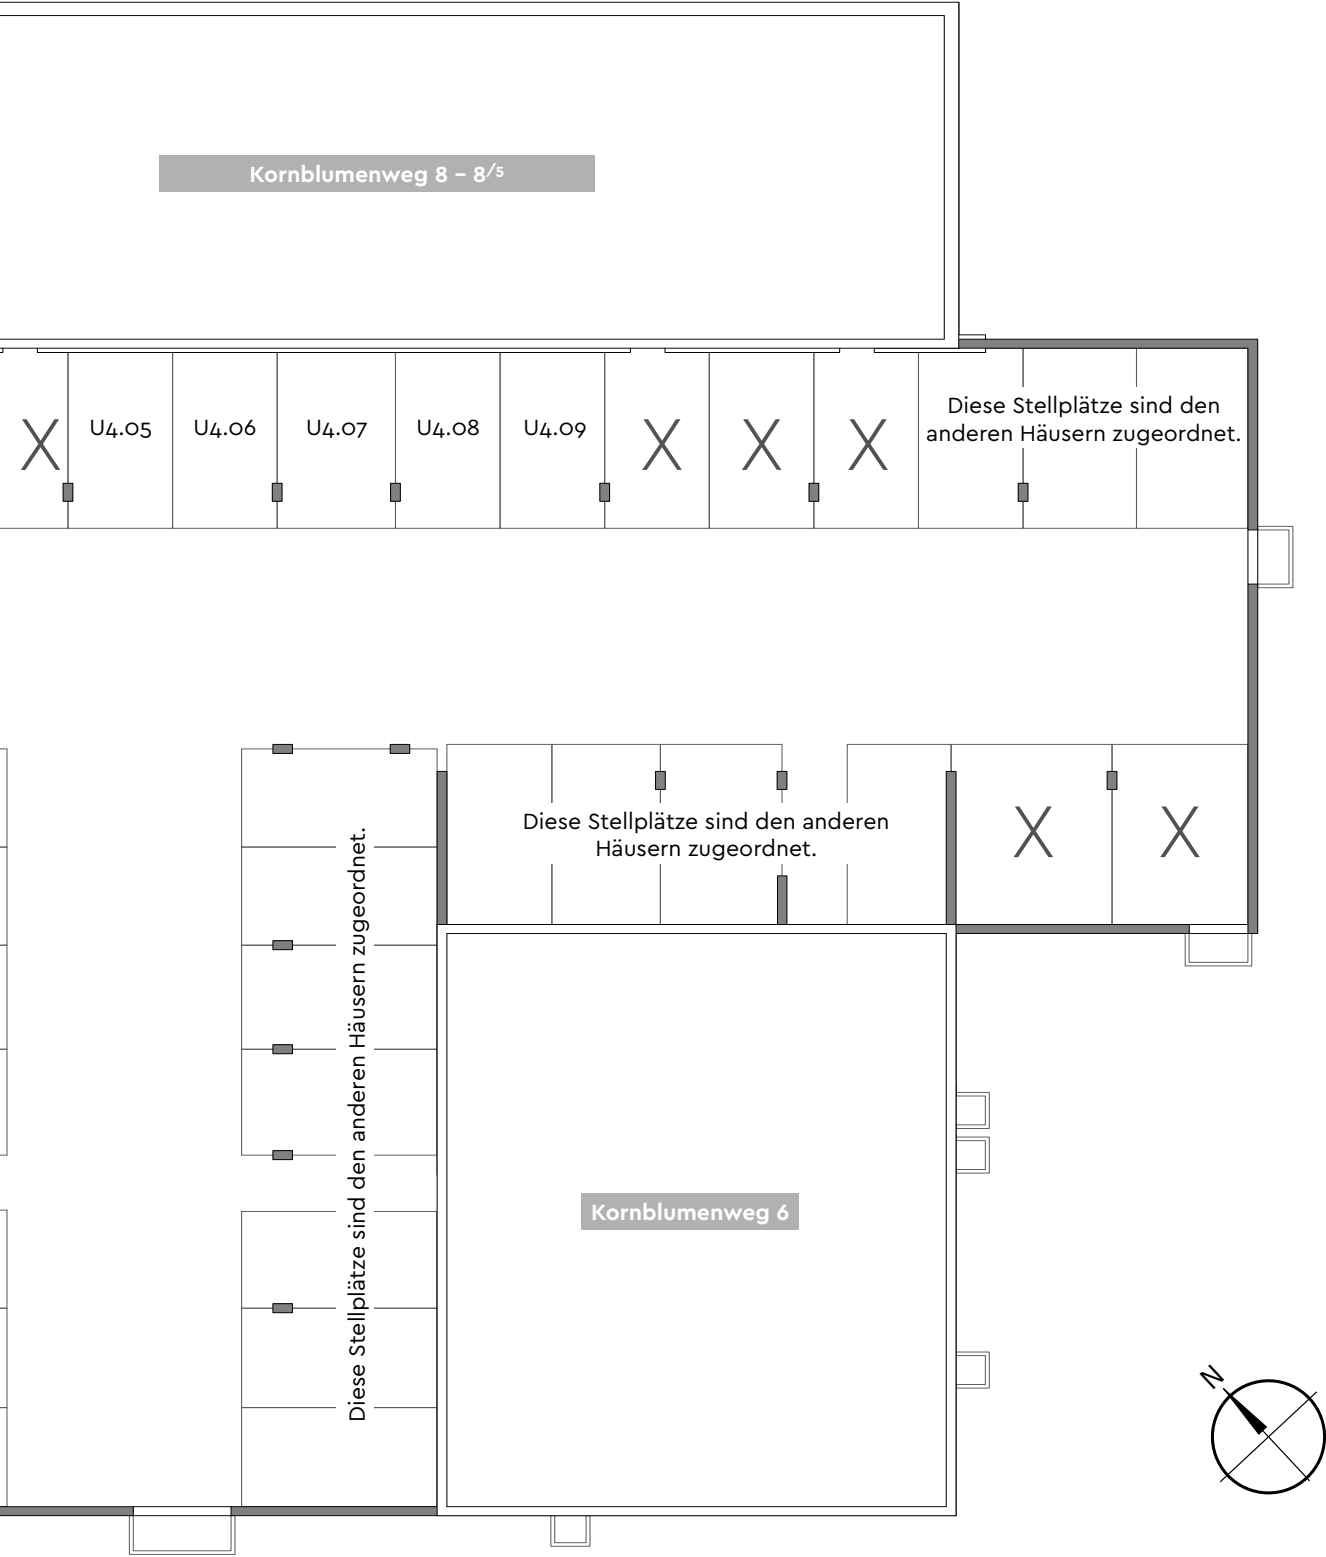 Kornblumenweg 8 – 8/5
Diese Stellplätze sind den
anderen Häusern zugeordnet.
X U4.05 U4.06 U4.07 U4.08 U4.09 X X X
Diese Stellplätze sind den anderen
Häusern zugeordnet.
X X
Diese Stellplätze sind den anderen Häusern zugeordnet.
Kornblumenweg 6
N